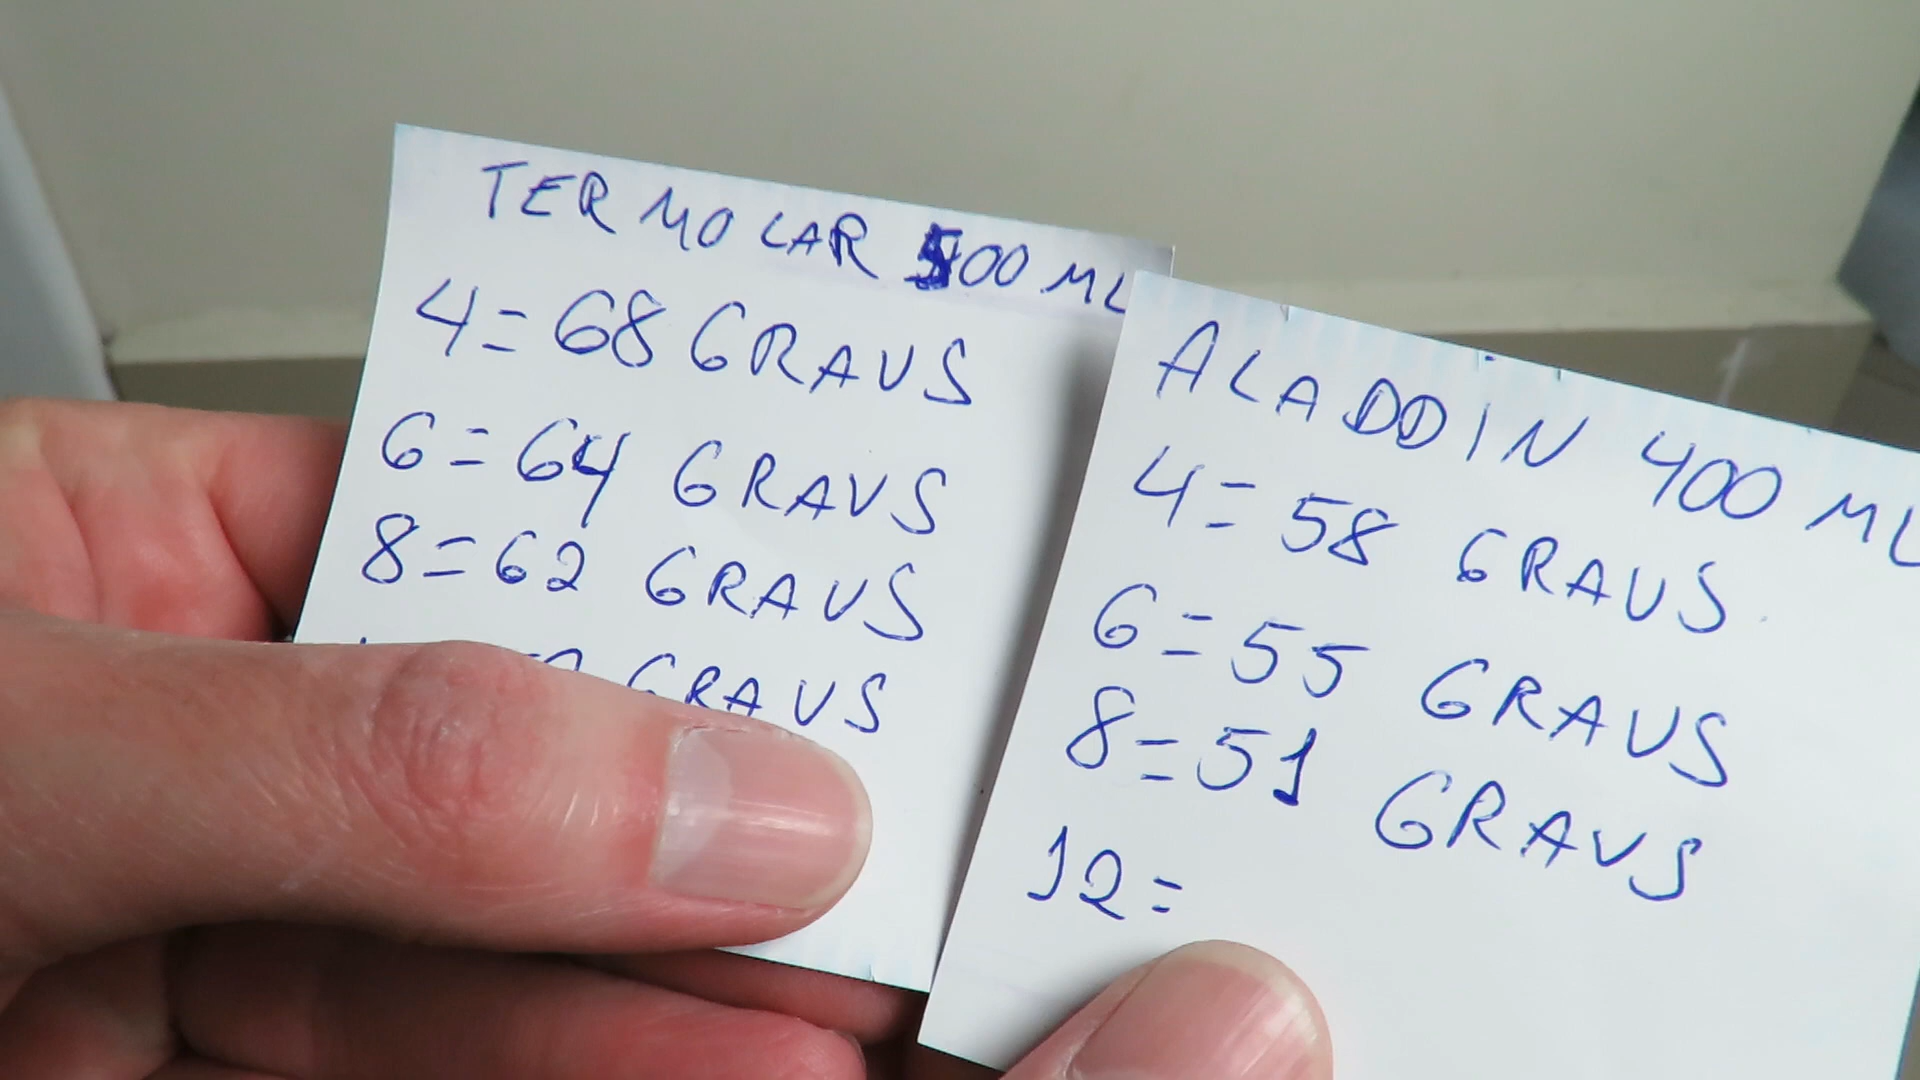 TERMOLAR 500 ML
4=68 GRAUS
6=64 GRAUS
8=62 GRAUS
GRAUS
ALADDIN 400 ML
4=58 GRAUS
6=55 GRAUS
8=51 GRAUS
12=